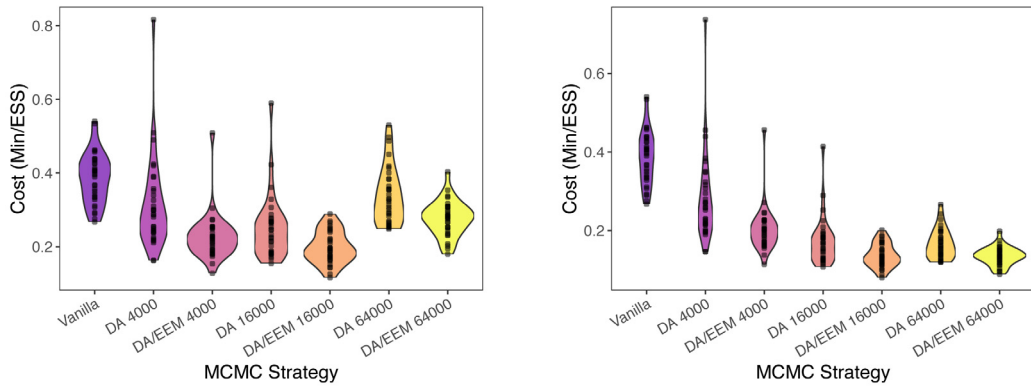 0.8
0.6
0.4
0.2
Cost (Min/ESS)
Vanilla
DA 4000
DA/EEM 4000
DA 16000
DA/EEM 16000
DA 64000
DA/EEM 64000
MCMC Strategy
0.6
0.4
0.2
Cost (Min/ESS)
Vanilla
DA 4000
DA/EEM 4000
DA 16000
DA/EEM 16000
DA 64000
DA/EEM 64000
MCMC Strategy